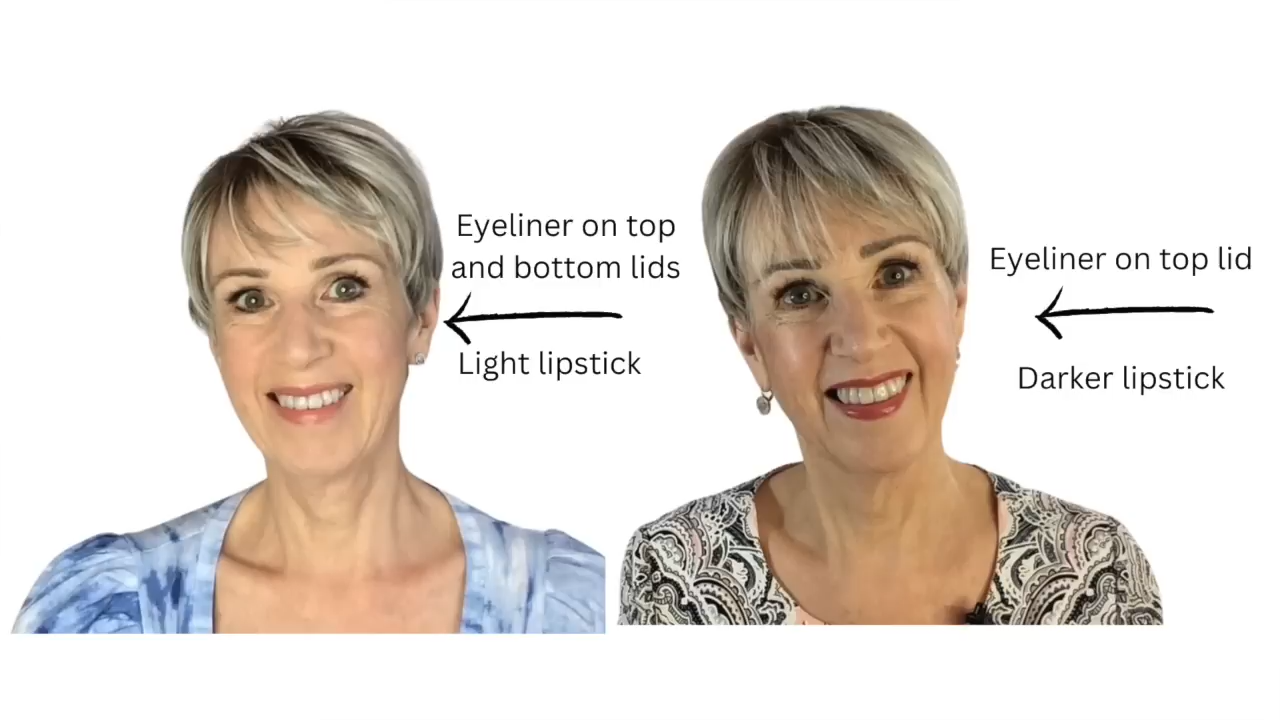 Eyeliner on top
and bottom lids
Light lipstick
Eyeliner on top lid
Darker lipstick